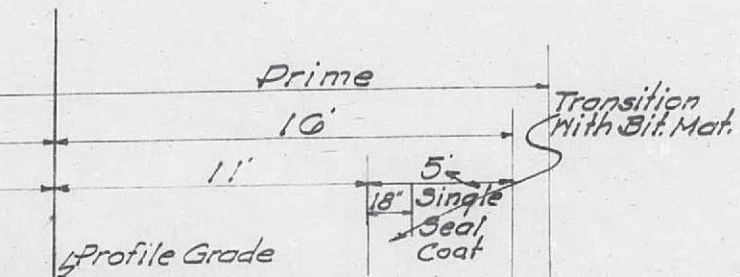 Prime
Transition
With Bit. Mat.
16'
11'
5'
18"
Single
Seal
Coat
Profile Grade